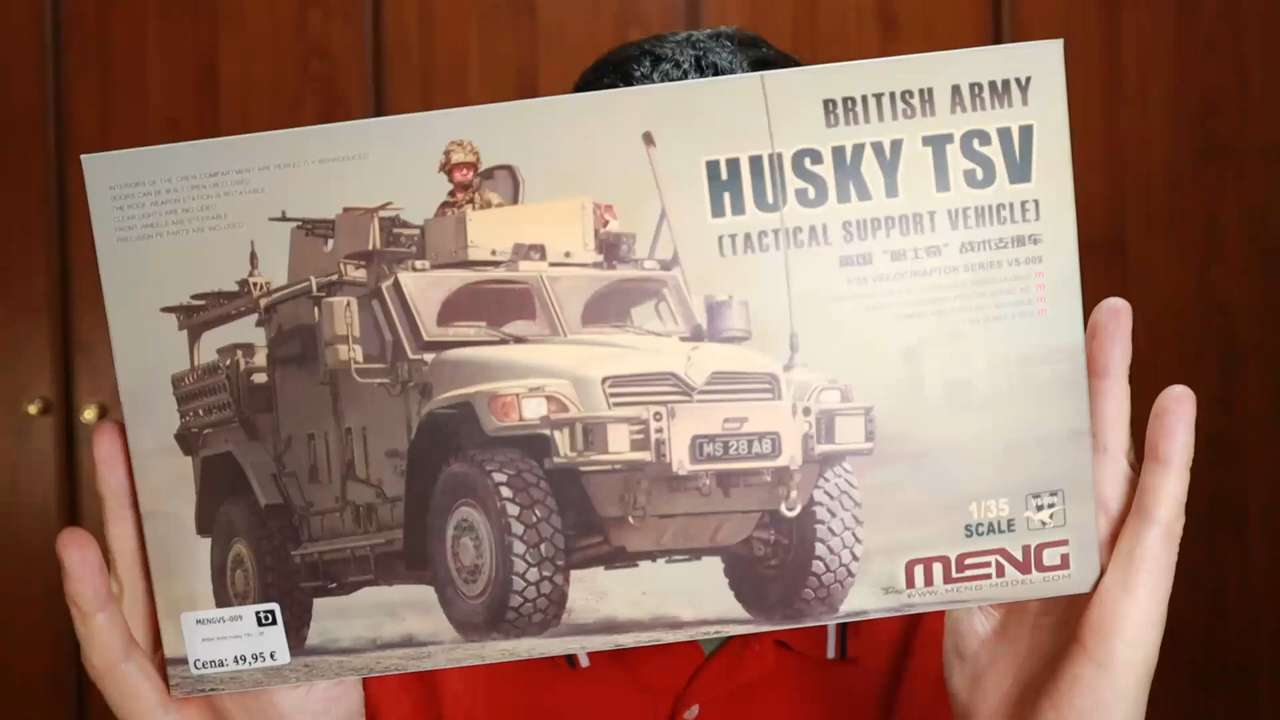 INTERIORS OF THE CREW COMPARTMENT ARE PERFECTLY REPRODUCED
DOORS CAN BE BUILT OPEN OR CLOSED
THE ROOF WEAPON STATION IS ROTATABLE
CLEAR LIGHTS ARE INCLUDED
FRONT WHEELS ARE STEERABLE
PRECISION PE PARTS ARE INCLUDED
BRITISH ARMY
HUSKY TSV
[TACTICAL SUPPORT VEHICLE]
英国 "哈士奇" 战术支援车
1/35 VELOCIRAPTOR SERIES VS-009
MS 28 AB
1/35
SCALE
VS-009
MENG
WWW.MENG-MODEL.COM
MENGVS-009
Cena: 49,95 €